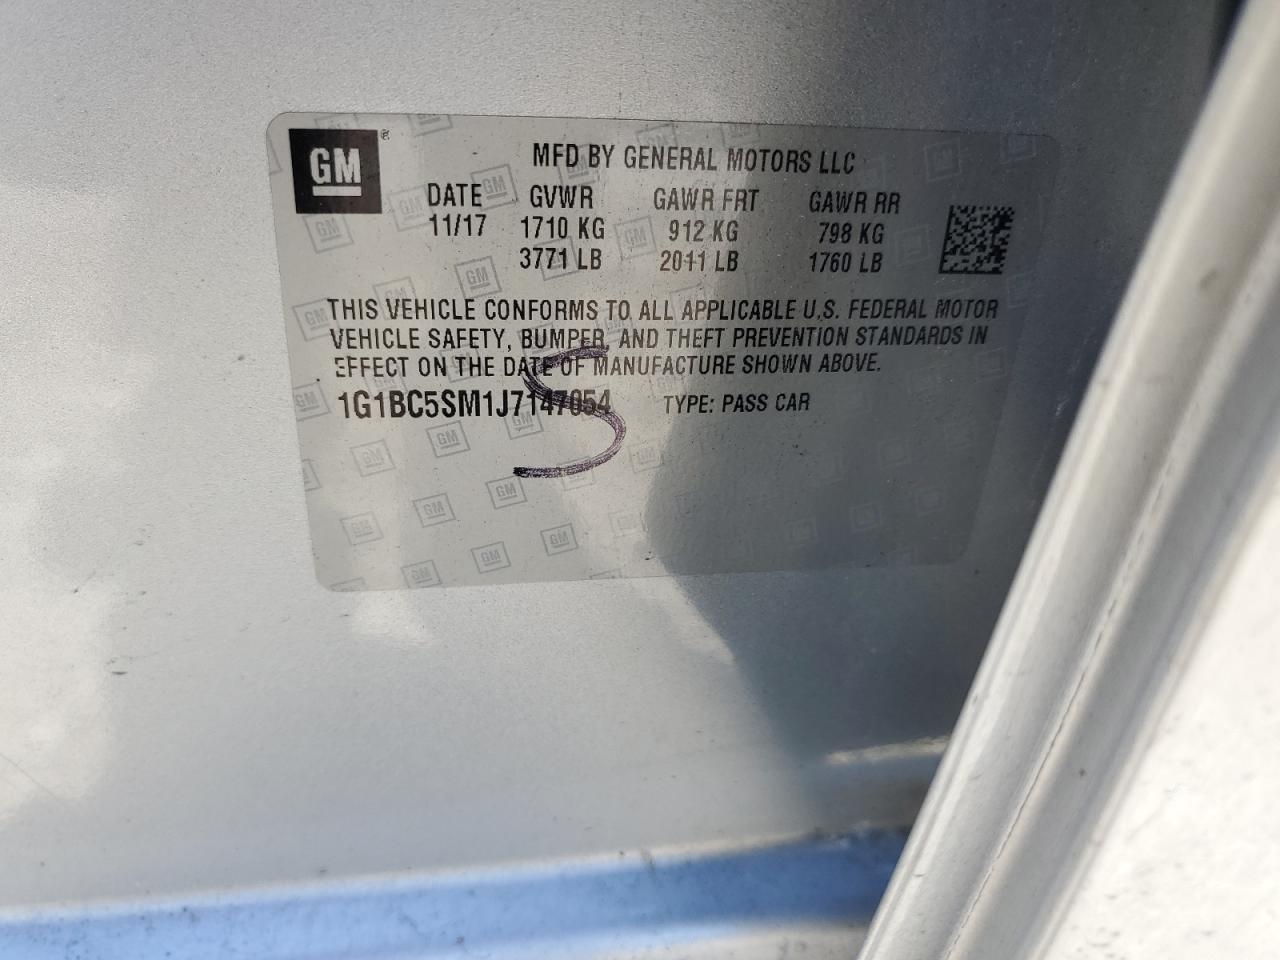 GM ®
MFD BY GENERAL MOTORS LLC
DATE GVWR GAWR FRT GAWR RR
11/17 1710 KG 912 KG 798 KG
3771 LB 2011 LB 1760 LB
THIS VEHICLE CONFORMS TO ALL APPLICABLE U.S. FEDERAL MOTOR
VEHICLE SAFETY, BUMPER, AND THEFT PREVENTION STANDARDS IN
EFFECT ON THE DATE OF MANUFACTURE SHOWN ABOVE.
1G1BC5SM1J7147054 TYPE: PASS CAR